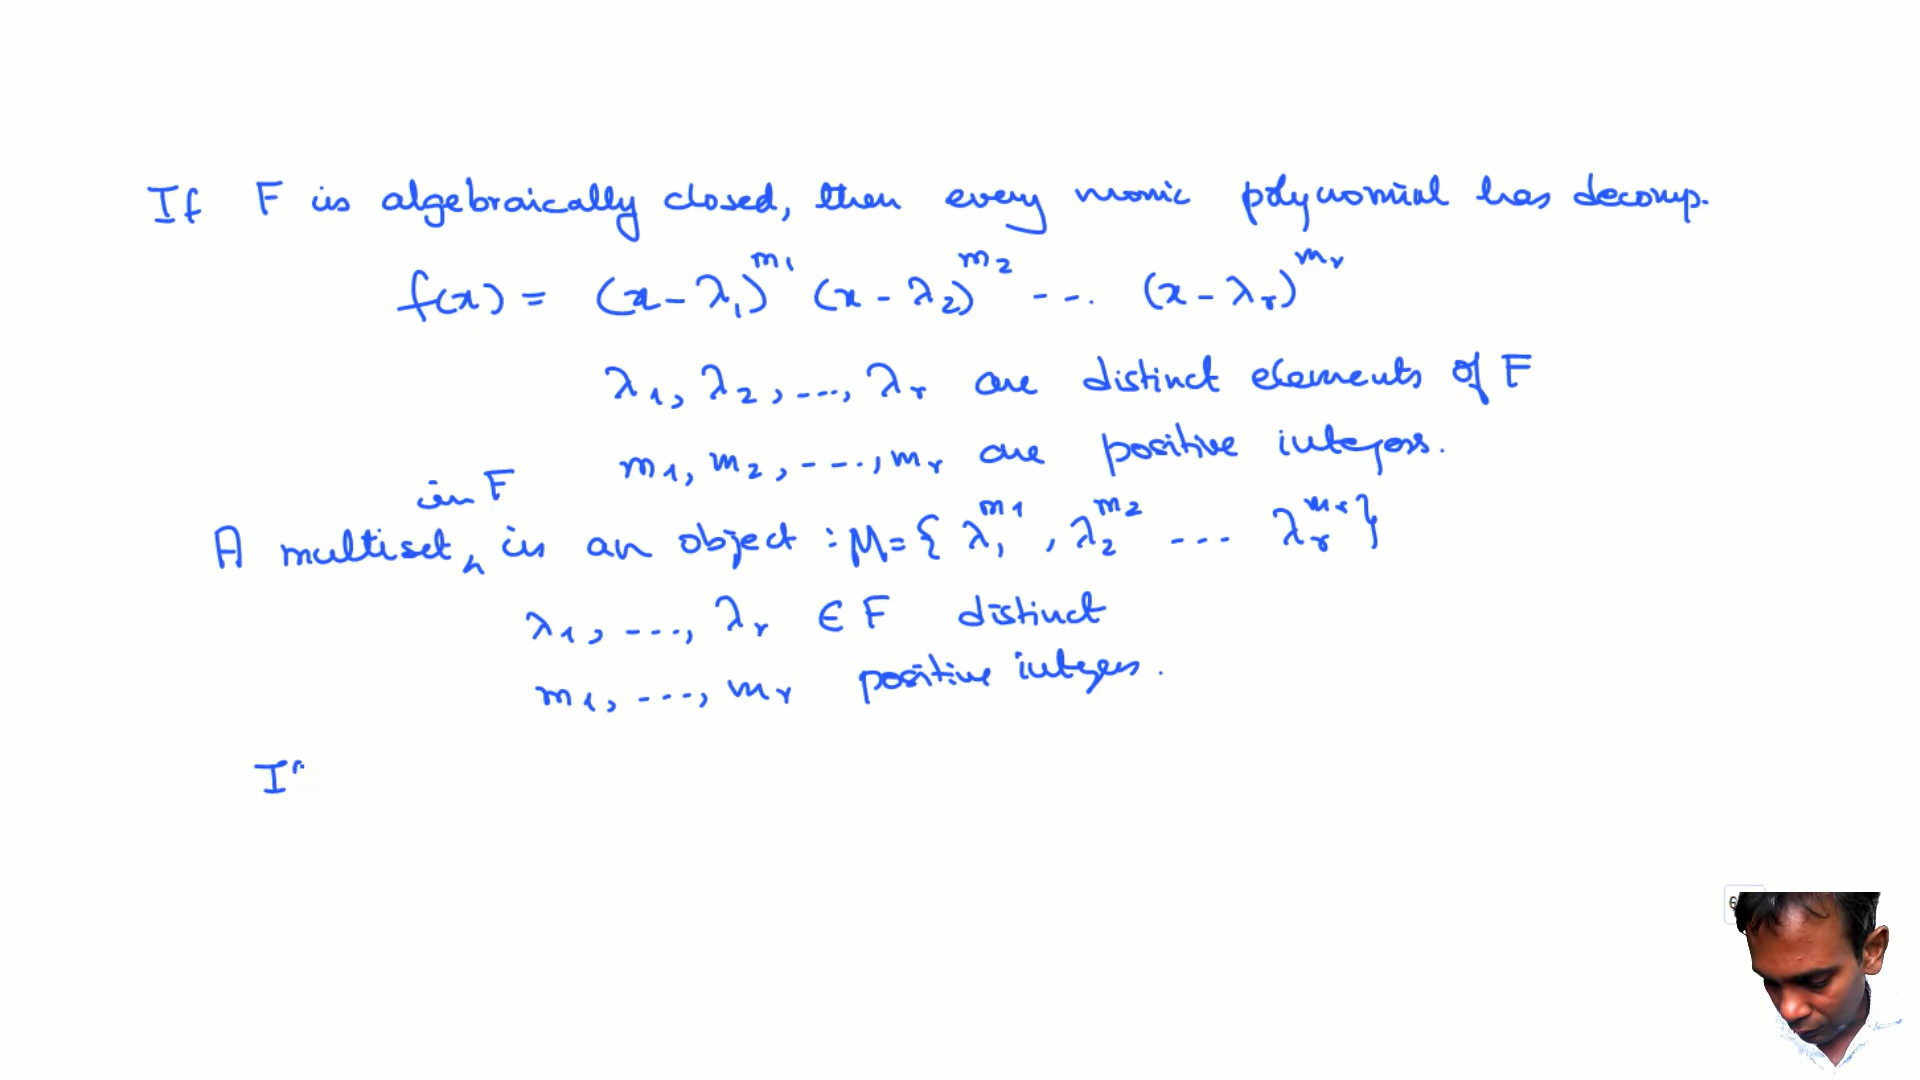 If F is algebraically closed, then every monic polynomial has decomp.
f(x) = (x-λ₁)^m₁ (x-λ₂)^m₂ --. (x-λᵣ)^mᵣ
λ₁, λ₂, ..., λᵣ are distinct elements of F
m₁, m₂, ---., mᵣ are positive integers.
in F
A multiset ^ is an object : M = { λ₁^m₁, λ₂^m₂ ... λᵣ^mᵣ }
λ₁, ..., λᵣ ∈ F distinct
m₁, ..., mᵣ positive integers.